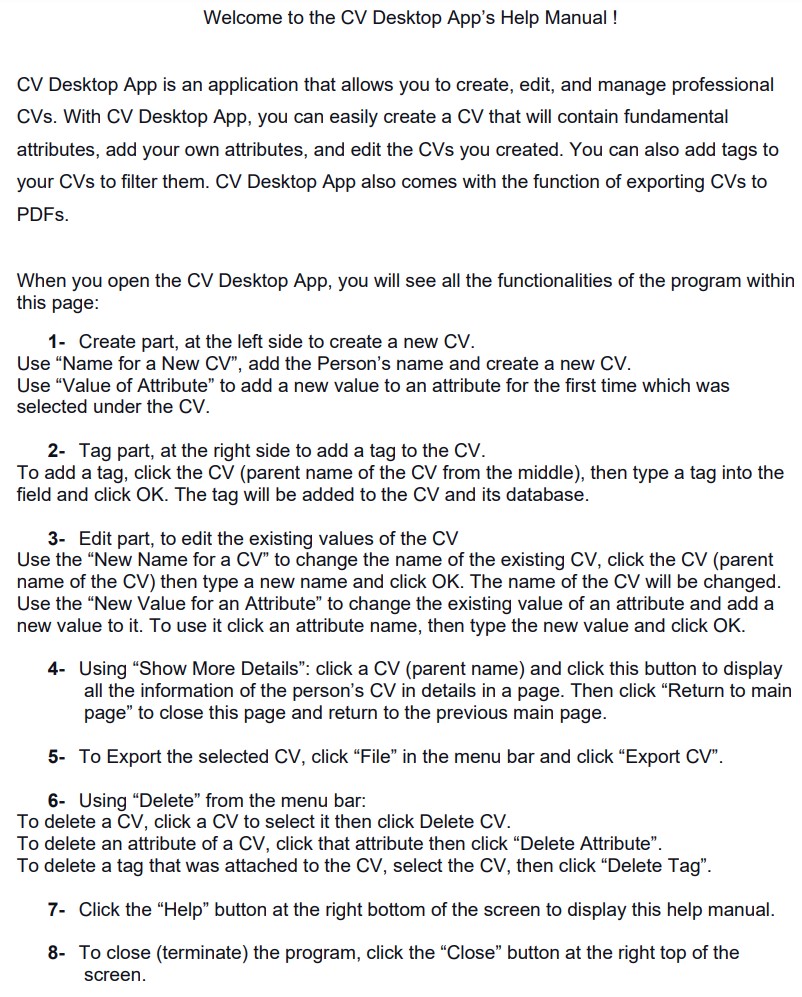 Welcome to the CV Desktop App's Help Manual !
CV Desktop App is an application that allows you to create, edit, and manage professional
CVs. With CV Desktop App, you can easily create a CV that will contain fundamental
attributes, add your own attributes, and edit the CVs you created. You can also add tags to
your CVs to filter them. CV Desktop App also comes with the function of exporting CVs to
PDFs.
When you open the CV Desktop App, you will see all the functionalities of the program within
this page:
1- Create part, at the left side to create a new CV.
Use “Name for a New CV”, add the Person's name and create a new CV.
Use “Value of Attribute” to add a new value to an attribute for the first time which was
selected under the CV.
2- Tag part, at the right side to add a tag to the CV.
To add a tag, click the CV (parent name of the CV from the middle), then type a tag into the
field and click OK. The tag will be added to the CV and its database.
3- Edit part, to edit the existing values of the CV
Use the “New Name for a CV” to change the name of the existing CV, click the CV (parent
name of the CV) then type a new name and click OK. The name of the CV will be changed.
Use the “New Value for an Attribute” to change the existing value of an attribute and add a
new value to it. To use it click an attribute name, then type the new value and click OK.
4- Using “Show More Details”: click a CV (parent name) and click this button to display
all the information of the person's CV in details in a page. Then click “Return to main
page” to close this page and return to the previous main page.
5- To Export the selected CV, click “File” in the menu bar and click “Export CV”.
6- Using “Delete” from the menu bar:
To delete a CV, click a CV to select it then click Delete CV.
To delete an attribute of a CV, click that attribute then click “Delete Attribute”.
To delete a tag that was attached to the CV, select the CV, then click “Delete Tag”.
7- Click the “Help” button at the right bottom of the screen to display this help manual.
8- To close (terminate) the program, click the “Close” button at the right top of the
screen.